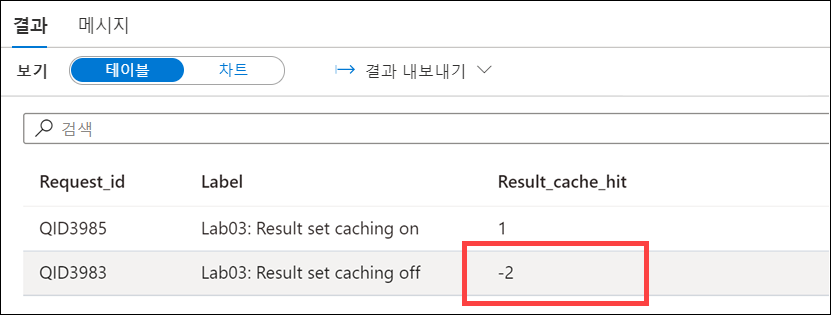 결과 메시지
보기 테이블 차트 결과 내보내기
검색
Request_id Label Result_cache_hit
QID3985 Lab03: Result set caching on 1
QID3983 Lab03: Result set caching off -2